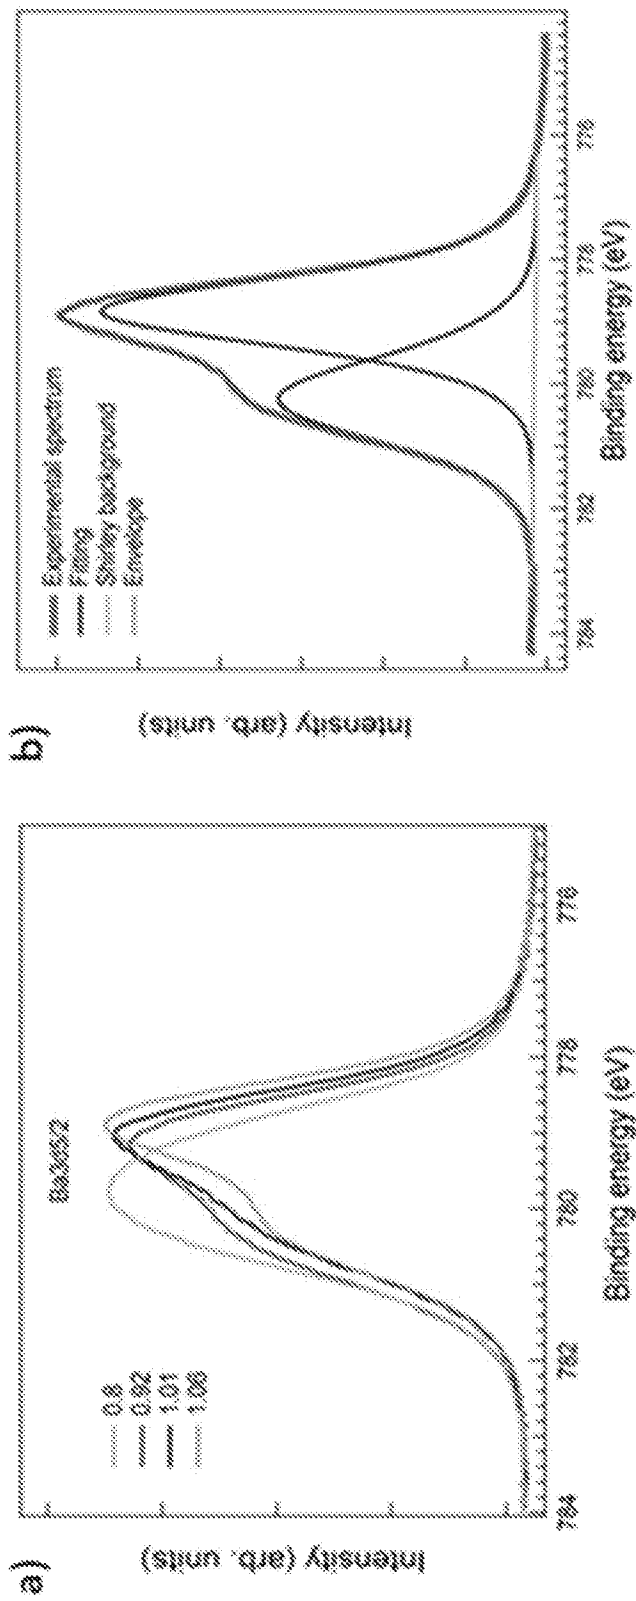 a)
Intensity (arb. units)
0.8
0.92
1.01
1.06
Ba3d5/2
784 782 780 778 776
Binding energy (eV)
b)
Intensity (arb. units)
Experimental spectrum
Fitting
Shirley background
Envelope
784 782 780 778 776
Binding energy (eV)